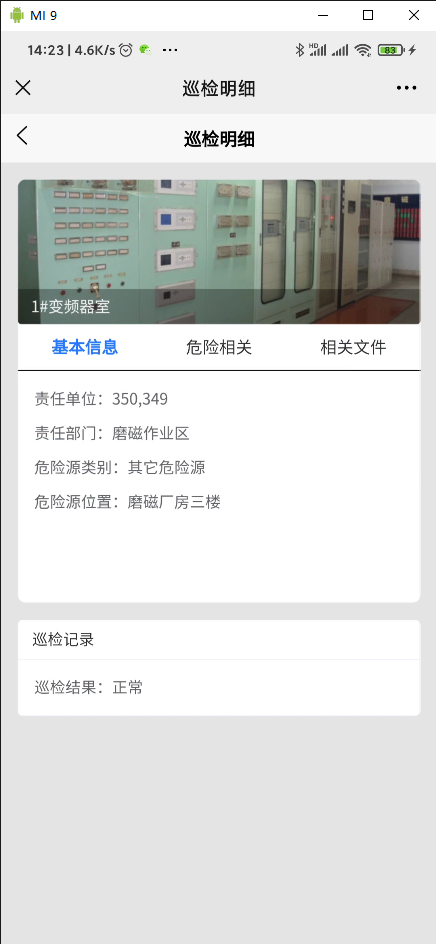 MI 9
14:23 | 4.6K/s
HD
83
巡检明细
巡检明细
1#变频器室
基本信息 危险相关 相关文件
责任单位：350,349
责任部门：磨磁作业区
危险源类别：其它危险源
危险源位置：磨磁厂房三楼
巡检记录
巡检结果：正常